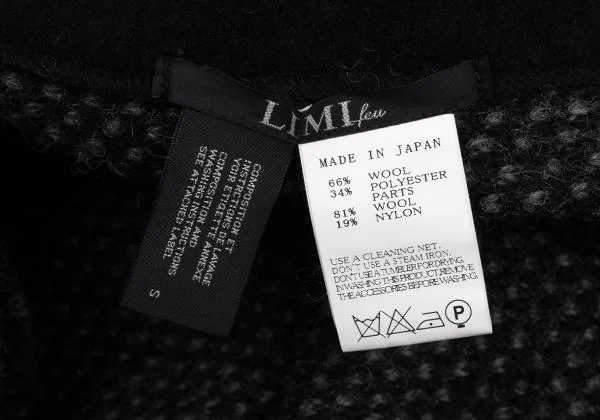 LIMI feu
COMPOSITION ET
INSTRUCTIONS DE LAVAGE
VOIR ETIQUETTE ANNEXE
COMPOSITION AND
WASHING INSTRUCTIONS
SEE ATTACHED LABEL
S
MADE IN JAPAN
66% WOOL
34% POLYESTER
PARTS
81% WOOL
19% NYLON
USE A CLEANING NET.
DON'T USE A STEAM IRON.
DON'T USE A TUMBLER FOR DRYING.
IN WASHING THIS PRODUCT,REMOVE
THE ACCESSORIES BEFORE WASHING.
P